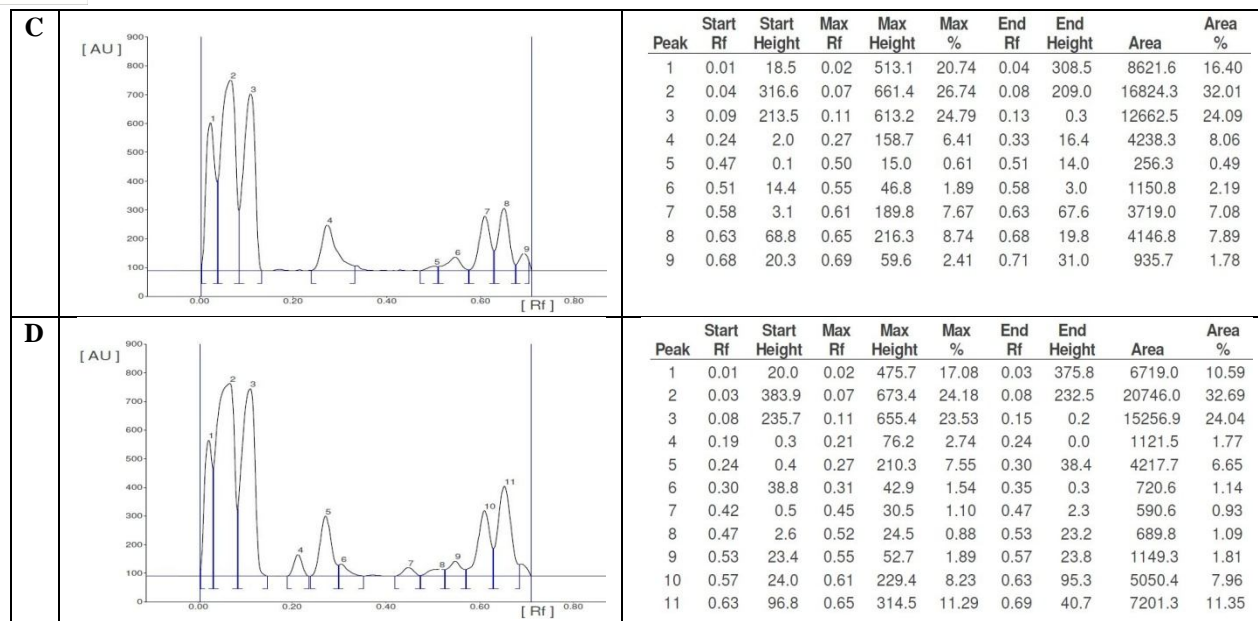 C
[ AU ]
900
800
700
600
500
400
300
200
100
0
1
2
3
4
5
6
7
8
9
0.00 0.20 0.40 0.60 0.80
[ Rf ]
Peak Start Rf Start Height Max Rf Max Height Max % End Rf End Height Area Area %
1 0.01 18.5 0.02 513.1 20.74 0.04 308.5 8621.6 16.40
2 0.04 316.6 0.07 661.4 26.74 0.08 209.0 16824.3 32.01
3 0.09 213.5 0.11 613.2 24.79 0.13 0.3 12662.5 24.09
4 0.24 2.0 0.27 158.7 6.41 0.33 16.4 4238.3 8.06
5 0.47 0.1 0.50 15.0 0.61 0.51 14.0 256.3 0.49
6 0.51 14.4 0.55 46.8 1.89 0.58 3.0 1150.8 2.19
7 0.58 3.1 0.61 189.8 7.67 0.63 67.6 3719.0 7.08
8 0.63 68.8 0.65 216.3 8.74 0.68 19.8 4146.8 7.89
9 0.68 20.3 0.69 59.6 2.41 0.71 31.0 935.7 1.78
D
[ AU ]
900
800
700
600
500
400
300
200
100
0
1
2
3
4
5
6
7
8
9
10
11
0.00 0.20 0.40 0.60 0.80
[ Rf ]
Peak Start Rf Start Height Max Rf Max Height Max % End Rf End Height Area Area %
1 0.01 20.0 0.02 475.7 17.08 0.03 375.8 6719.0 10.59
2 0.03 383.9 0.07 673.4 24.18 0.08 232.5 20746.0 32.69
3 0.08 235.7 0.11 655.4 23.53 0.15 0.2 15256.9 24.04
4 0.19 0.3 0.21 76.2 2.74 0.24 0.0 1121.5 1.77
5 0.24 0.4 0.27 210.3 7.55 0.30 38.4 4217.7 6.65
6 0.30 38.8 0.31 42.9 1.54 0.35 0.3 720.6 1.14
7 0.42 0.5 0.45 30.5 1.10 0.47 2.3 590.6 0.93
8 0.47 2.6 0.52 24.5 0.88 0.53 23.2 689.8 1.09
9 0.53 23.4 0.55 52.7 1.89 0.57 23.8 1149.3 1.81
10 0.57 24.0 0.61 229.4 8.23 0.63 95.3 5050.4 7.96
11 0.63 96.8 0.65 314.5 11.29 0.69 40.7 7201.3 11.35